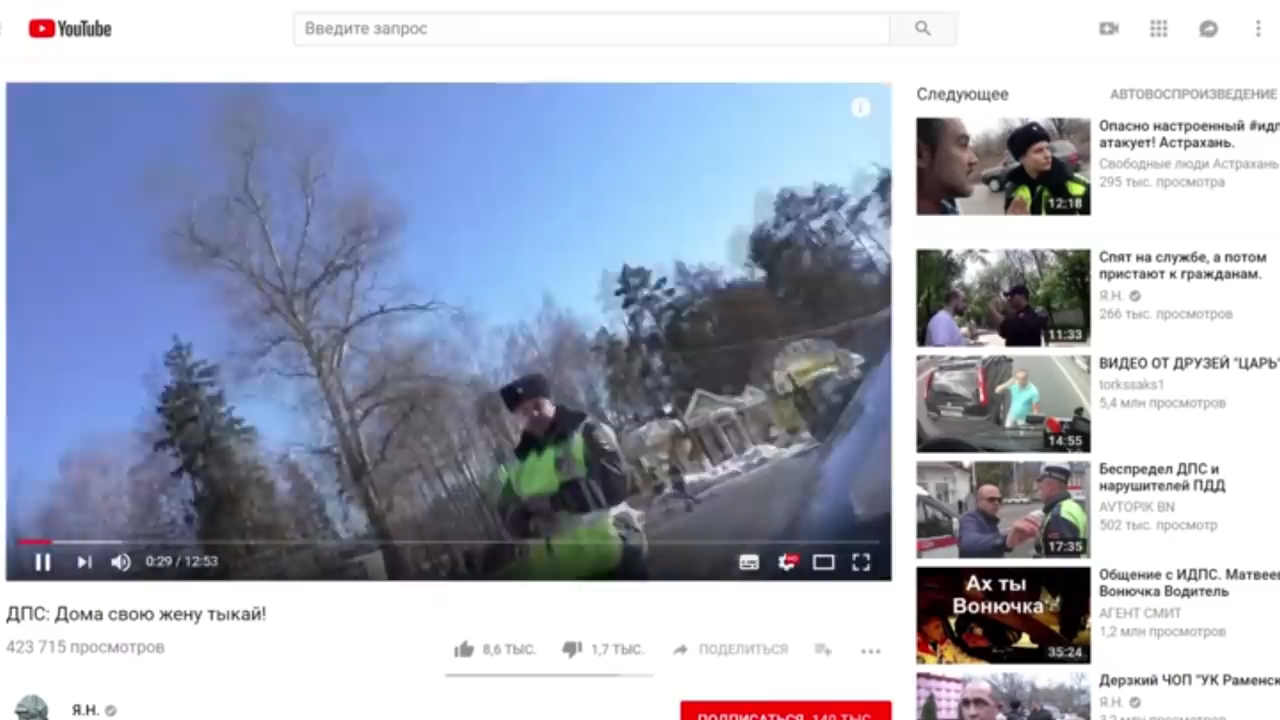 YouTube
Введите запрос
Следующее
АВТОВОСПРОИЗВЕДЕНИЕ
12:18
Опасно настроенный #идп
атакует! Астрахань.
Свободные люди Астрахань
295 тыс. просмотра
11:33
Спят на службе, а потом
пристают к гражданам.
Я.Н.
266 тыс. просмотров
14:55
ВИДЕО ОТ ДРУЗЕЙ "ЦАРЬ"
torkssaks1
5,4 млн просмотров
17:35
Беспредел ДПС и
нарушителей ПДД
AVTOPIK BN
502 тыс. просмотр
Ах ты
Вонючка
35:24
Общение с ИДПС. Матвеев
Вонючка Водитель
АГЕНТ СМИТ
1,2 млн просмотров
Дерзкий ЧОП "УК Раменск
Я.Н.
0:29 / 12:53
ДПС: Дома свою жену тыкай!
423 715 просмотров
8,6 ТЫС.
1,7 ТЫС.
ПОДЕЛИТЬСЯ
Я.Н.
ПОДПИСАТЬСЯ